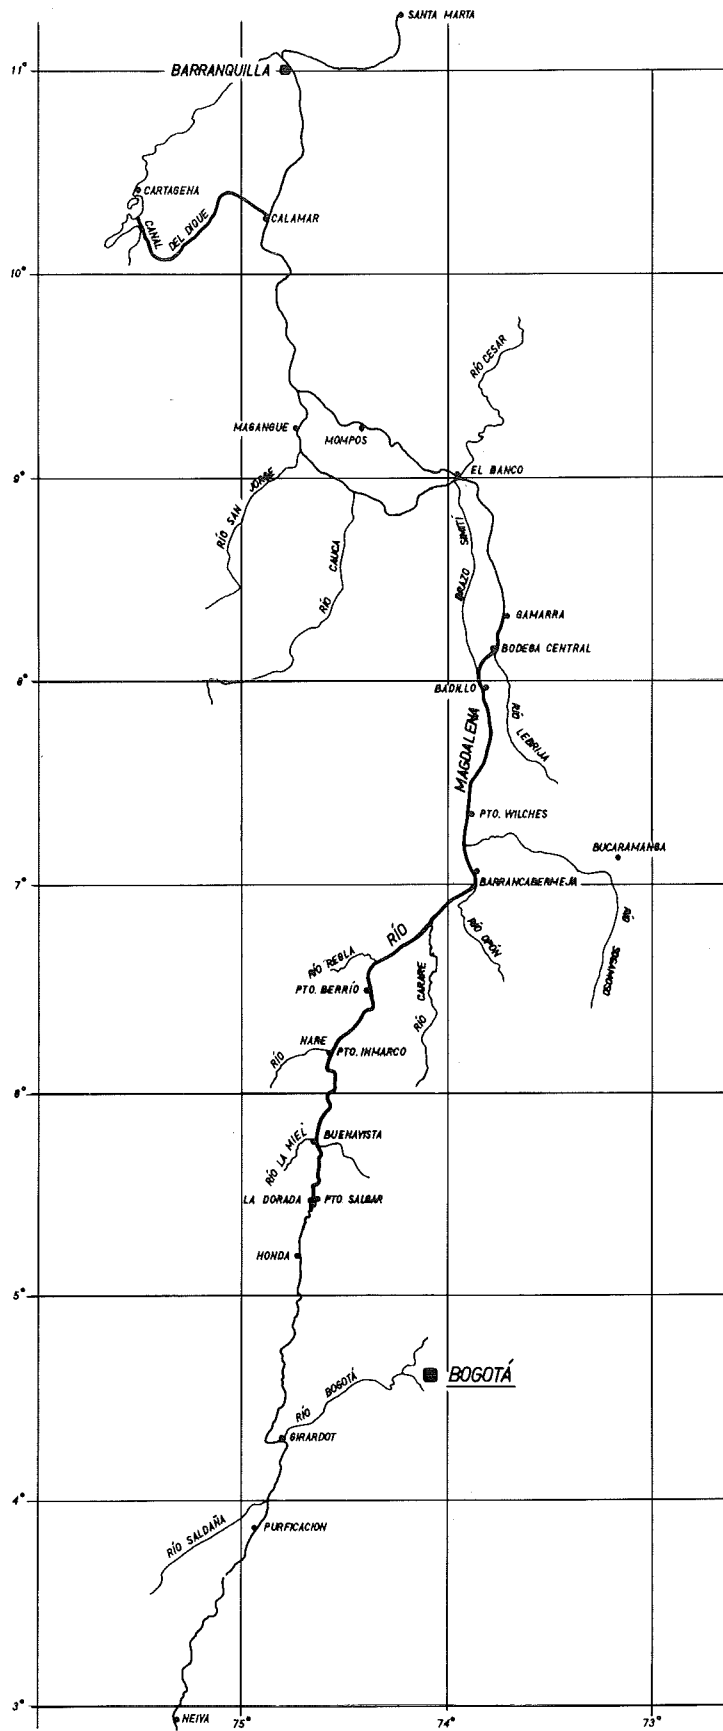 SANTA MARTA
11°
BARRANQUILLA
CARTAGENA
CALAMAR
CANAL DEL DIQUE
10°
RÍO CESAR
MAGANGUE
MOMPOS
EL BANCO
9°
RÍO SAN JORGE
RÍO CAUCA
BRAZO SIMITÍ
GAMARRA
BODEGA CENTRAL
8°
BADILLO
RÍO LEBRIJA
RÍO MAGDALENA
PTO. WILCHES
BUCARAMANGA
7°
BARRANCABERMEJA
RÍO SOGAMOSO
RÍO OPÓN
RÍO REGLA
PTO. BERRÍO
RÍO CARARE
RÍO NARE
PTO. INMARCO
6°
BUENAVISTA
RÍO LA MIEL
LA DORADA
PTO SALGAR
HONDA
5°
BOGOTÁ
RÍO BOGOTÁ
GIRARDOT
4°
PURFICACION
RÍO SALDAÑA
3°
NEIVA
75°
74°
73°